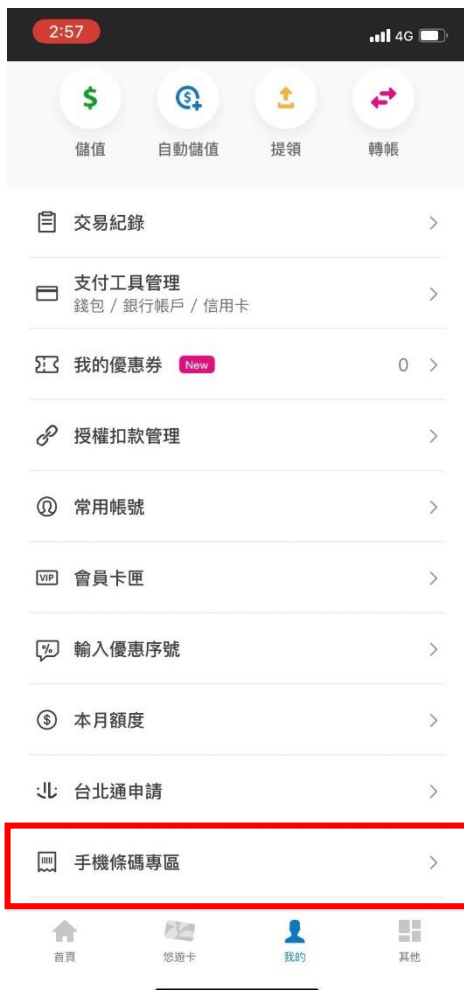 2:57 4G
儲值 自動儲值 提領 轉帳
交易紀錄
支付工具管理
錢包 / 銀行帳戶 / 信用卡
我的優惠券 New 0
授權扣款管理
常用帳號
VIP 會員卡匣
輸入優惠序號
本月額度
台北通申請
手機條碼專區
首頁 悠遊卡 我的 其他